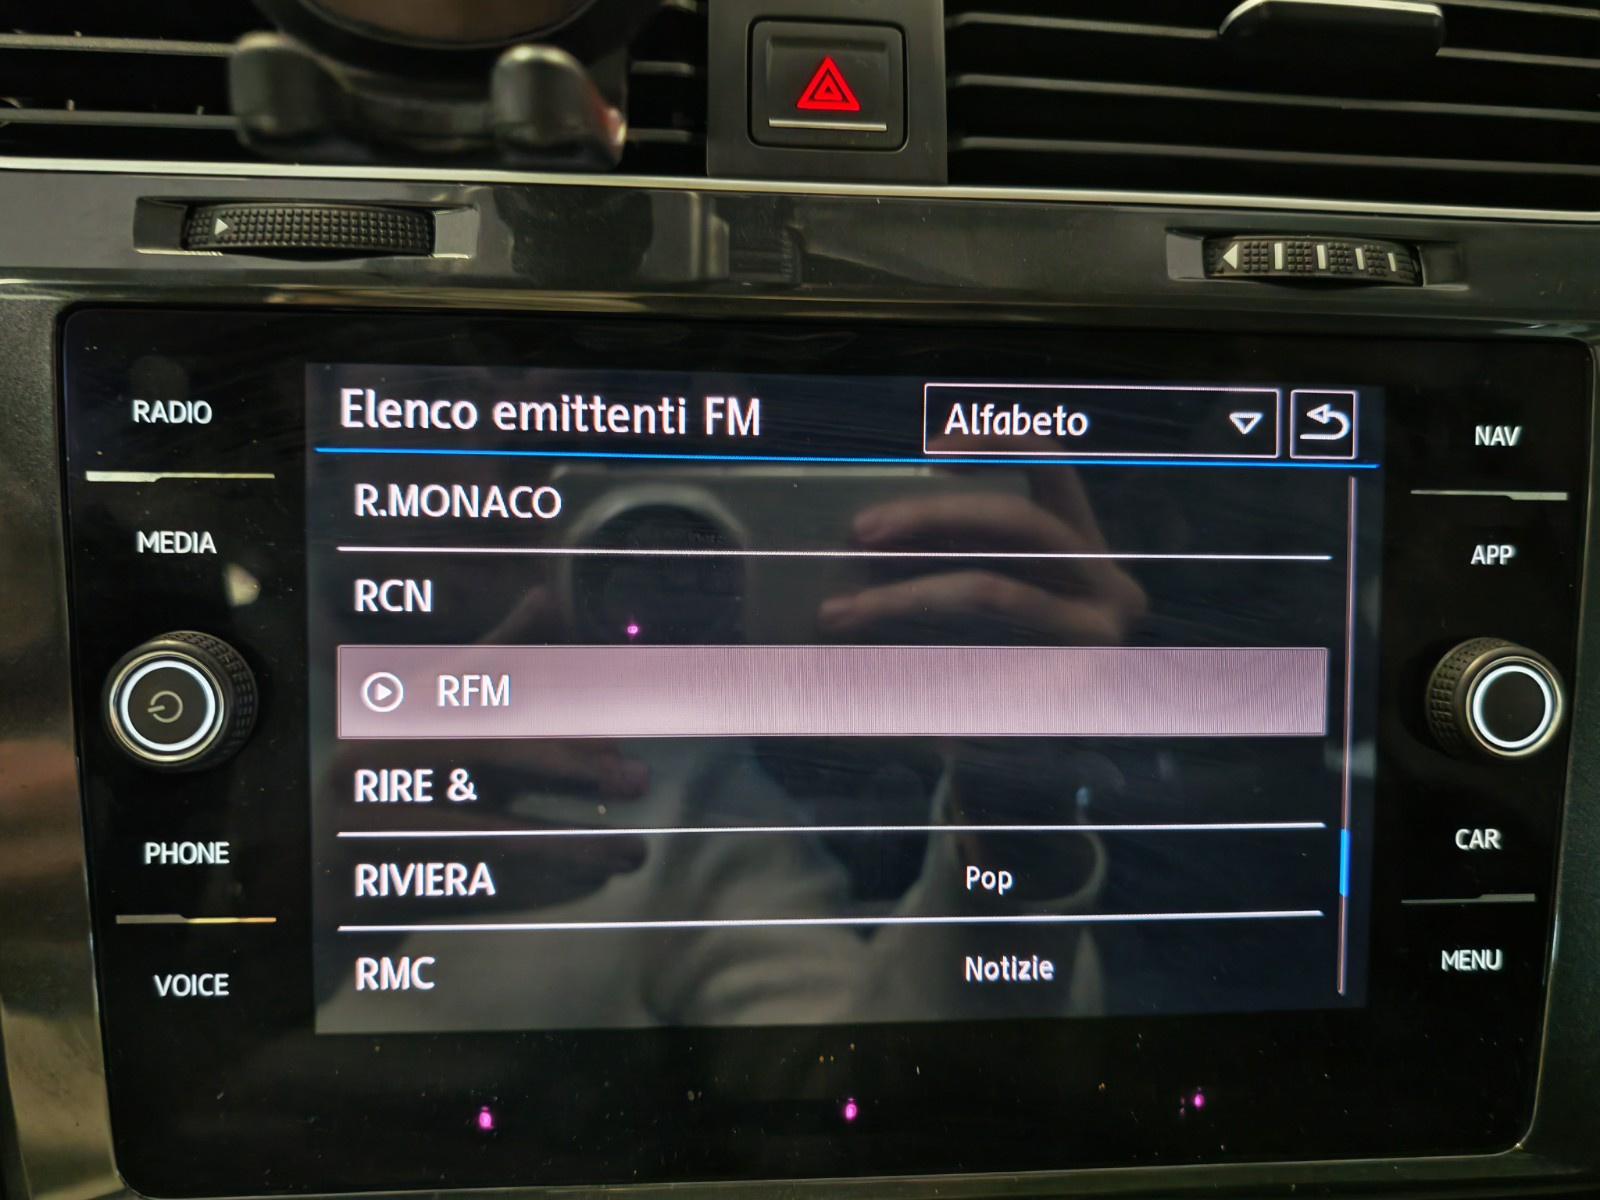 RADIO
MEDIA
PHONE
VOICE
Elenco emittenti FM
Alfabeto
R.MONACO
RCN
RFM
RIRE &
RIVIERA Pop
RMC Notizie
NAV
APP
CAR
MENU